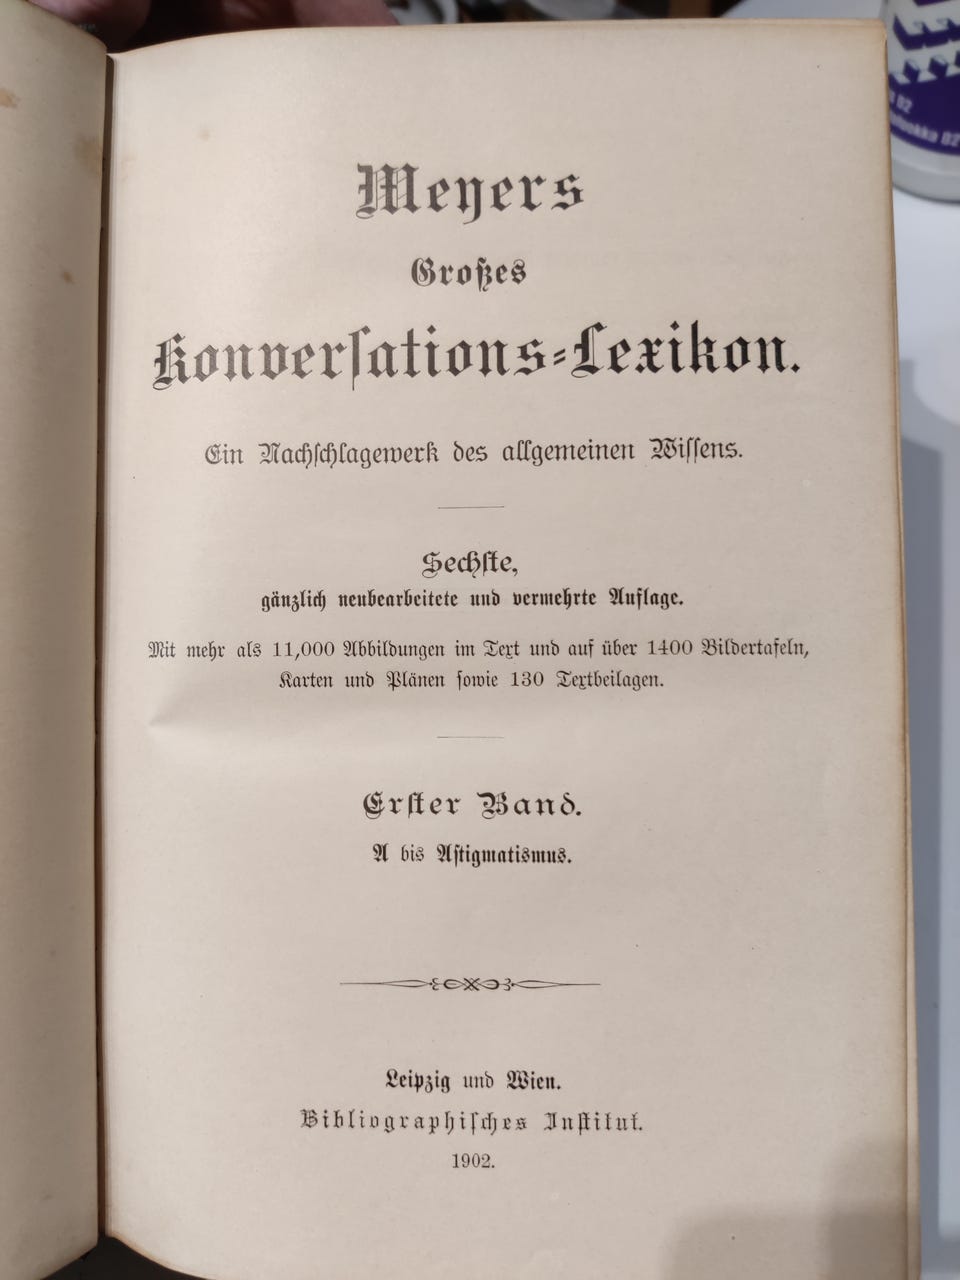 Meyers
Großes
Konversations-Lexikon.
Ein Nachschlagewerk des allgemeinen Wissens.
Sechste,
gänzlich neubearbeitete und vermehrte Auflage.
Mit mehr als 11,000 Abbildungen im Text und auf über 1400 Bildertafeln,
Karten und Plänen sowie 130 Textbeilagen.
Erster Band.
A bis Astigmatismus.
Leipzig und Wien.
Bibliographisches Institut.
1902.